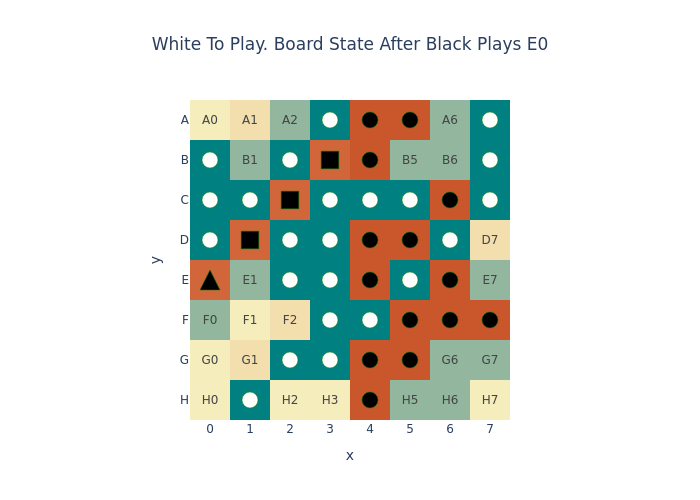 White To Play. Board State After Black Plays E0
A A0 A1 A2 A6
B B1 B5 B6
C
D D7
E E1 E7
F F0 F1 F2
G G0 G1 G6 G7
H H0 H2 H3 H5 H6 H7
0 1 2 3 4 5 6 7
x
y